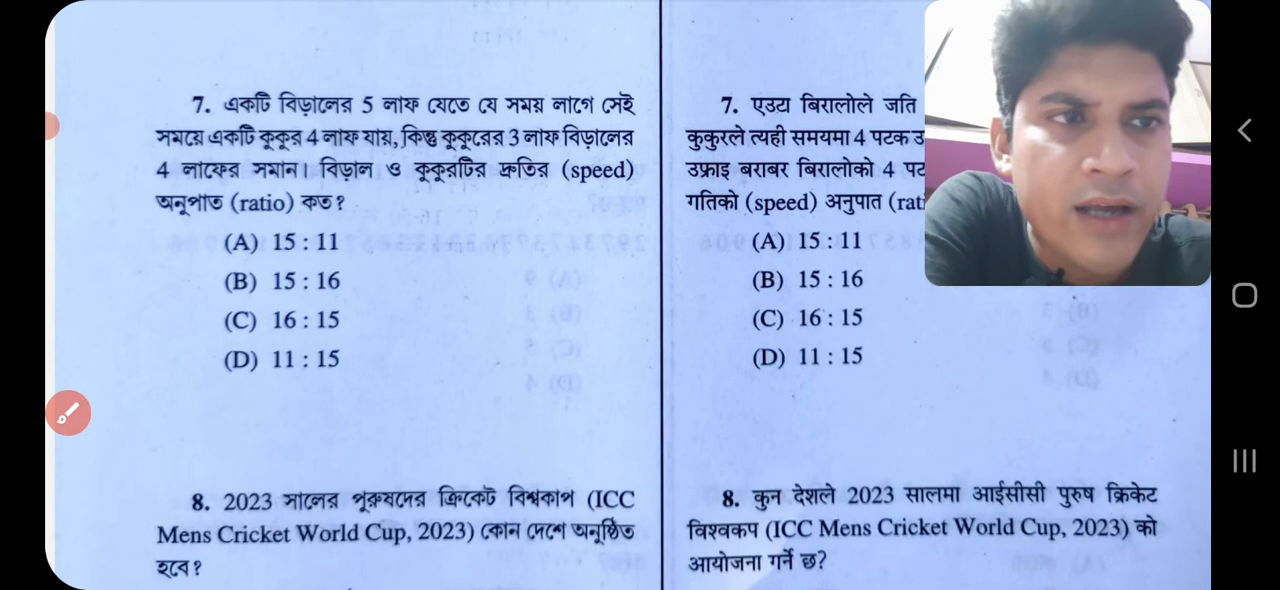 7. একটি বিড়ালের 5 লাফ যেতে যে সময় লাগে সেই
সময়ে একটি কুকুর 4 লাফ যায়, কিন্তু কুকুরের 3 লাফ বিড়ালের
4 লাফের সমান। বিড়াল ও কুকুরটির দ্রুতির (speed)
অনুপাত (ratio) কত?
(A) 15 : 11
(B) 15 : 16
(C) 16 : 15
(D) 11 : 15
8. 2023 সালের পুরুষদের ক্রিকেট বিশ্বকাপ (ICC
Mens Cricket World Cup, 2023) কোন দেশে অনুষ্ঠিত
হবে?
7. एउटा बिरालोले जति
कुकुरले त्यही समयमा 4 पटक
उफ्राइ बराबर बिरालोको 4
गतिको (speed) अनुपात
(A) 15 : 11
(B) 15 : 16
(C) 16 : 15
(D) 11 : 15
8. कुन देशले 2023 सालमा आईसीसी पुरुष क्रिकेट
विश्वकप (ICC Mens Cricket World Cup, 2023) को
आयोजना गर्ने छ?